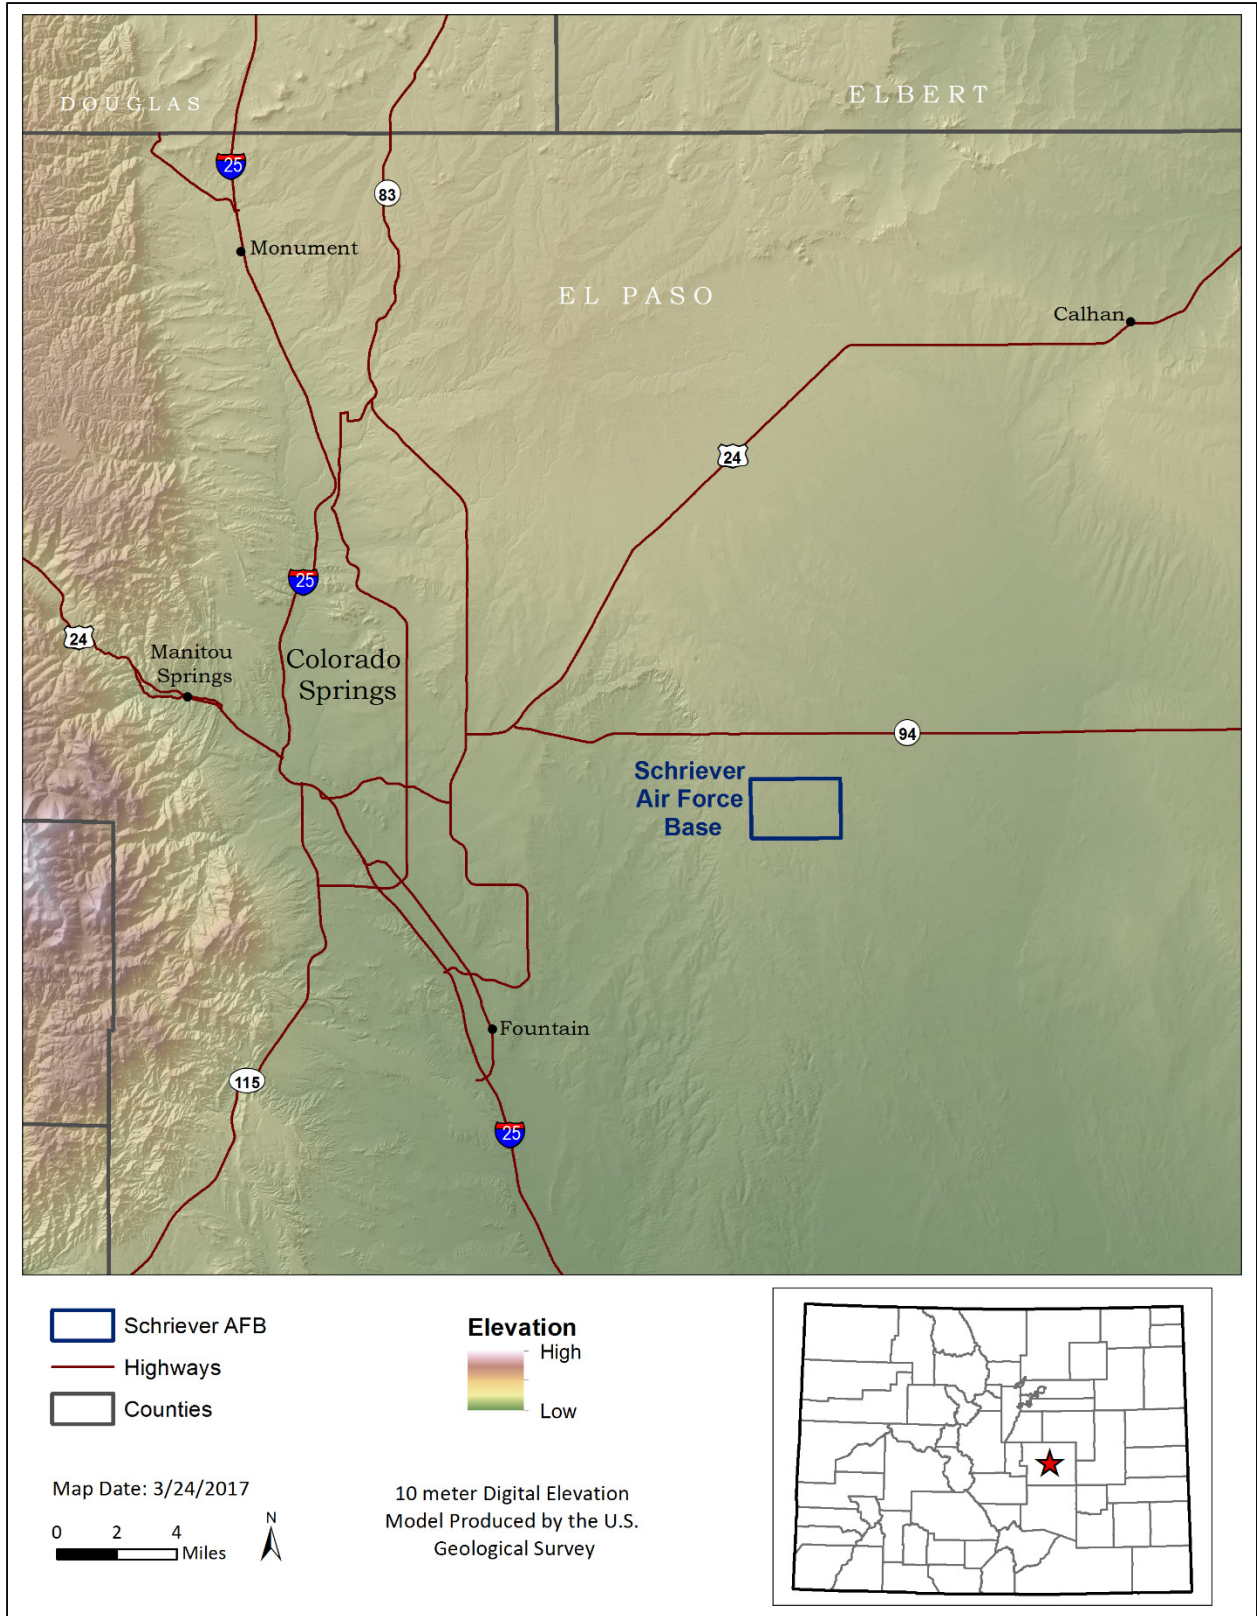 DOUGLAS
ELBERT
25
83
Monument
EL PASO
Calhan
24
25
24
Manitou
Springs
Colorado
Springs
94
Schriever
Air Force
Base
Fountain
115
25
Schriever AFB
Highways
Counties
Elevation
High
Low
Map Date: 3/24/2017
0 2 4
Miles
N
10 meter Digital Elevation
Model Produced by the U.S.
Geological Survey